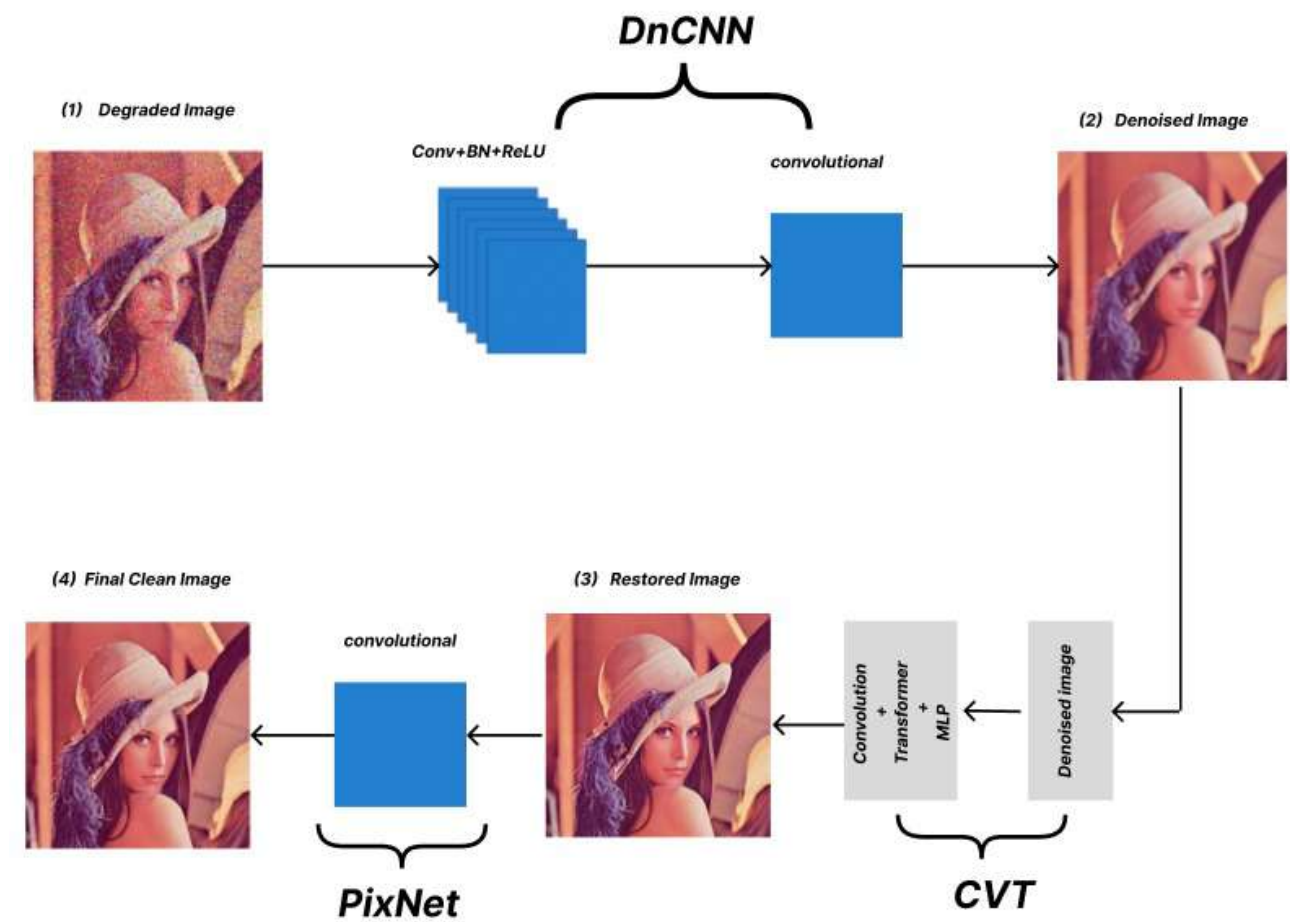 DnCNN
(1) Degraded Image
Conv+BN+ReLU
convolutional
(2) Denoised Image
(4) Final Clean Image
convolutional
(3) Restored Image
Convolution
+
Transformer
+
MLP
Denoised image
PixNet
CVT